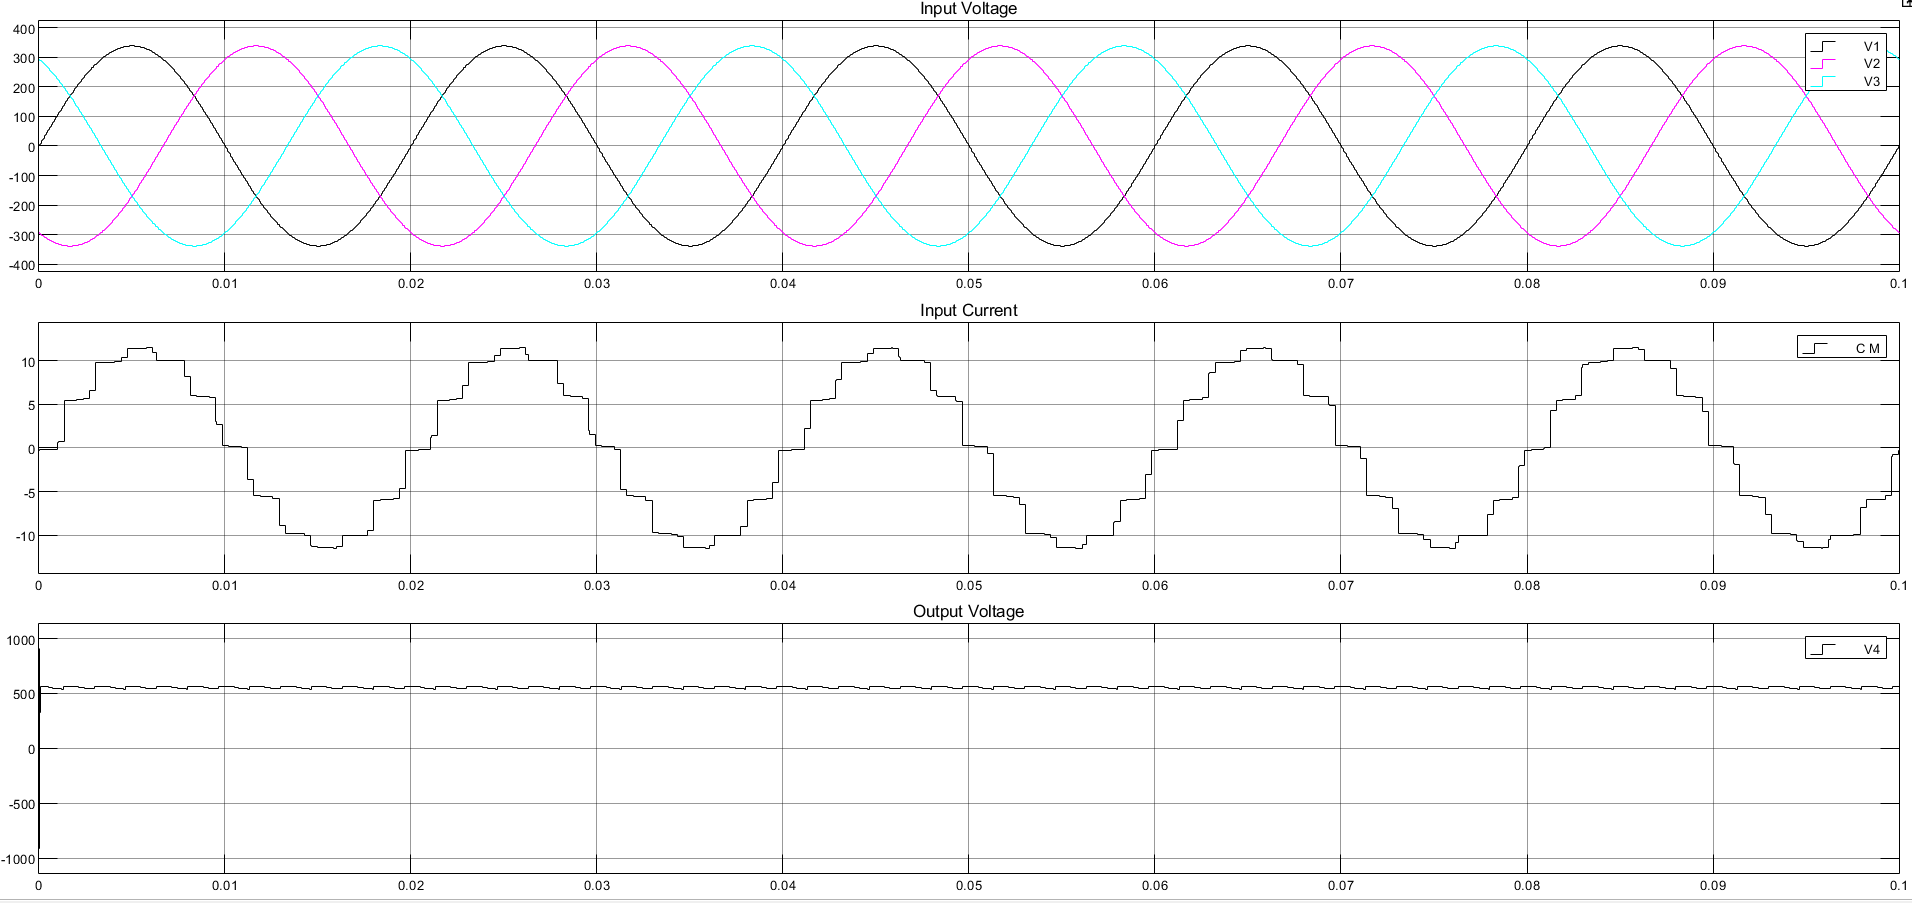 Input Voltage
400
300
200
100
0
-100
-200
-300
-400
V1
V2
V3
0 0.01 0.02 0.03 0.04 0.05 0.06 0.07 0.08 0.09 0.1
Input Current
10
5
0
-5
-10
C M
0 0.01 0.02 0.03 0.04 0.05 0.06 0.07 0.08 0.09 0.1
Output Voltage
1000
500
0
-500
-1000
V4
0 0.01 0.02 0.03 0.04 0.05 0.06 0.07 0.08 0.09 0.1